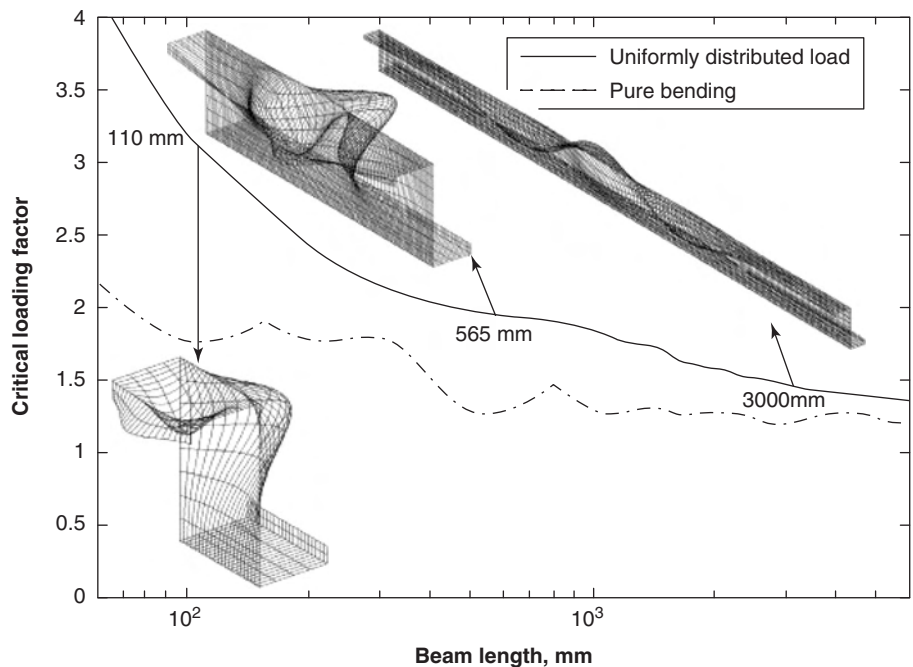 4
3.5
3
2.5
2
1.5
1
0.5
0
Critical loading factor
Uniformly distributed load
Pure bending
110 mm
565 mm
3000mm
10²
10³
Beam length, mm